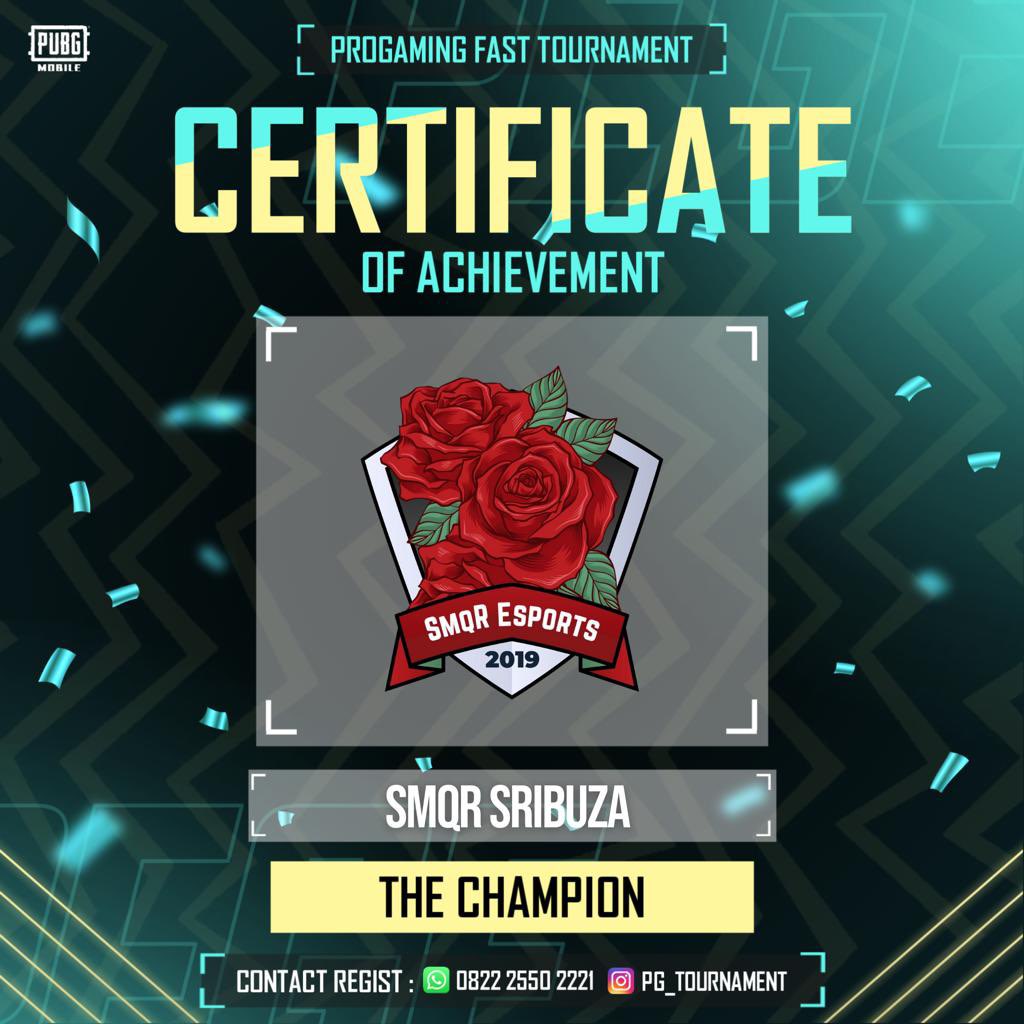 PUBG
MOBILE
PROGAMING FAST TOURNAMENT
CERTIFICATE
OF ACHIEVEMENT
SMQR ESPORTS
2019
SMQR SRIBUZA
THE CHAMPION
CONTACT REGIST : 0822 2550 2221 PG_TOURNAMENT